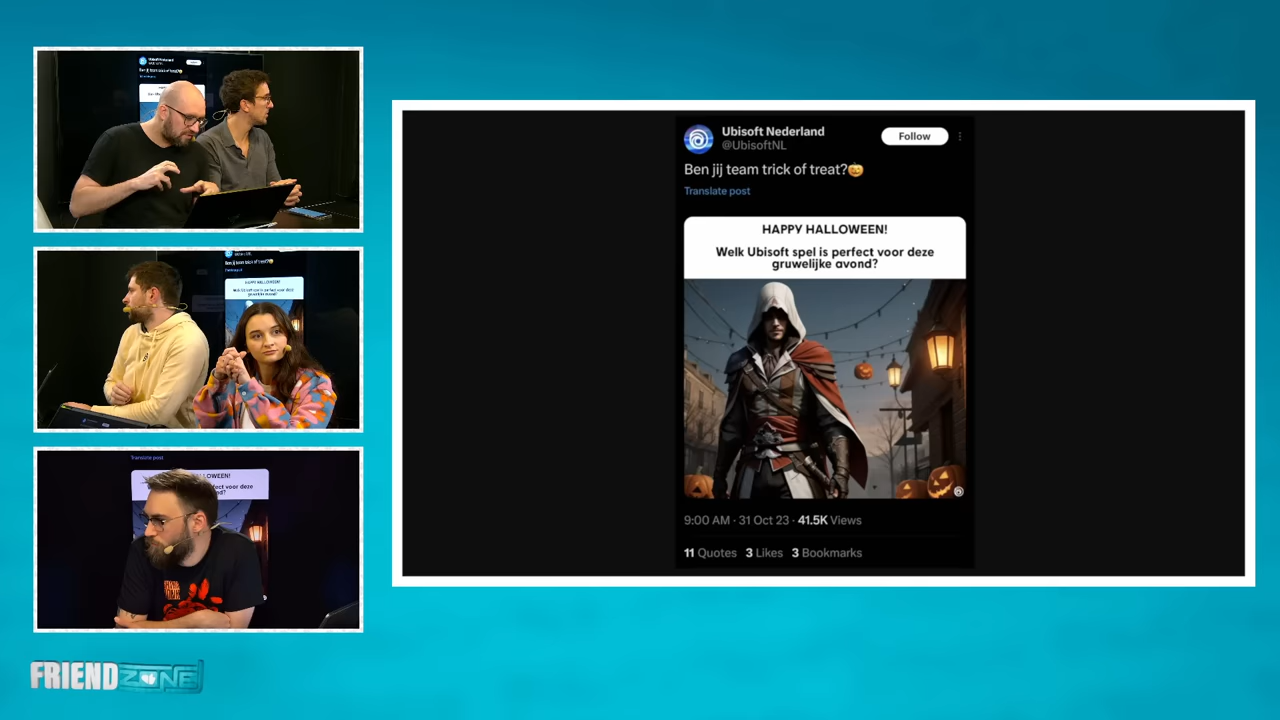 Ubisoft Nederland
@UbisoftNL
Follow
Ben jij team trick of treat?🎃
Translate post
HAPPY HALLOWEEN!
Welk Ubisoft spel is perfect voor deze
gruwelijke avond?
9:00 AM · 31 Oct 23 · 41.5K Views
11 Quotes 3 Likes 3 Bookmarks
Translate post
FRIENDZONE